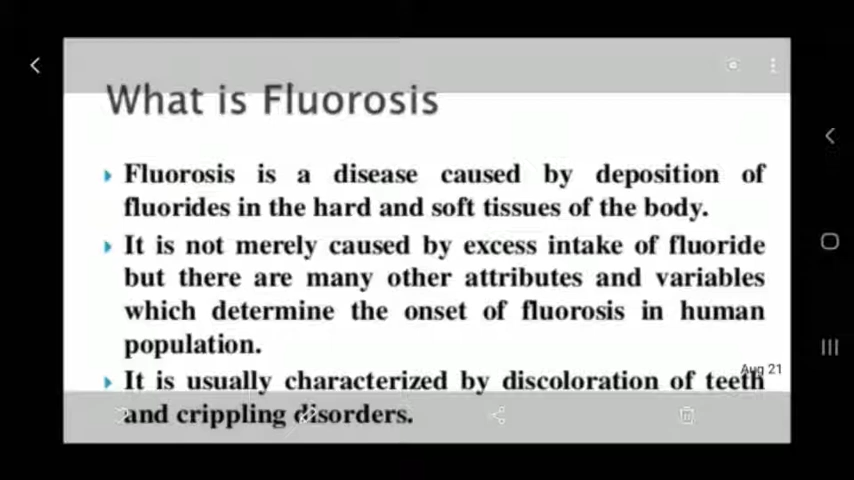 What is Fluorosis
Fluorosis is a disease caused by deposition of
fluorides in the hard and soft tissues of the body.
It is not merely caused by excess intake of fluoride
but there are many other attributes and variables
which determine the onset of fluorosis in human
population.
Aug 21
It is usually characterized by discoloration of teeth
and crippling disorders.